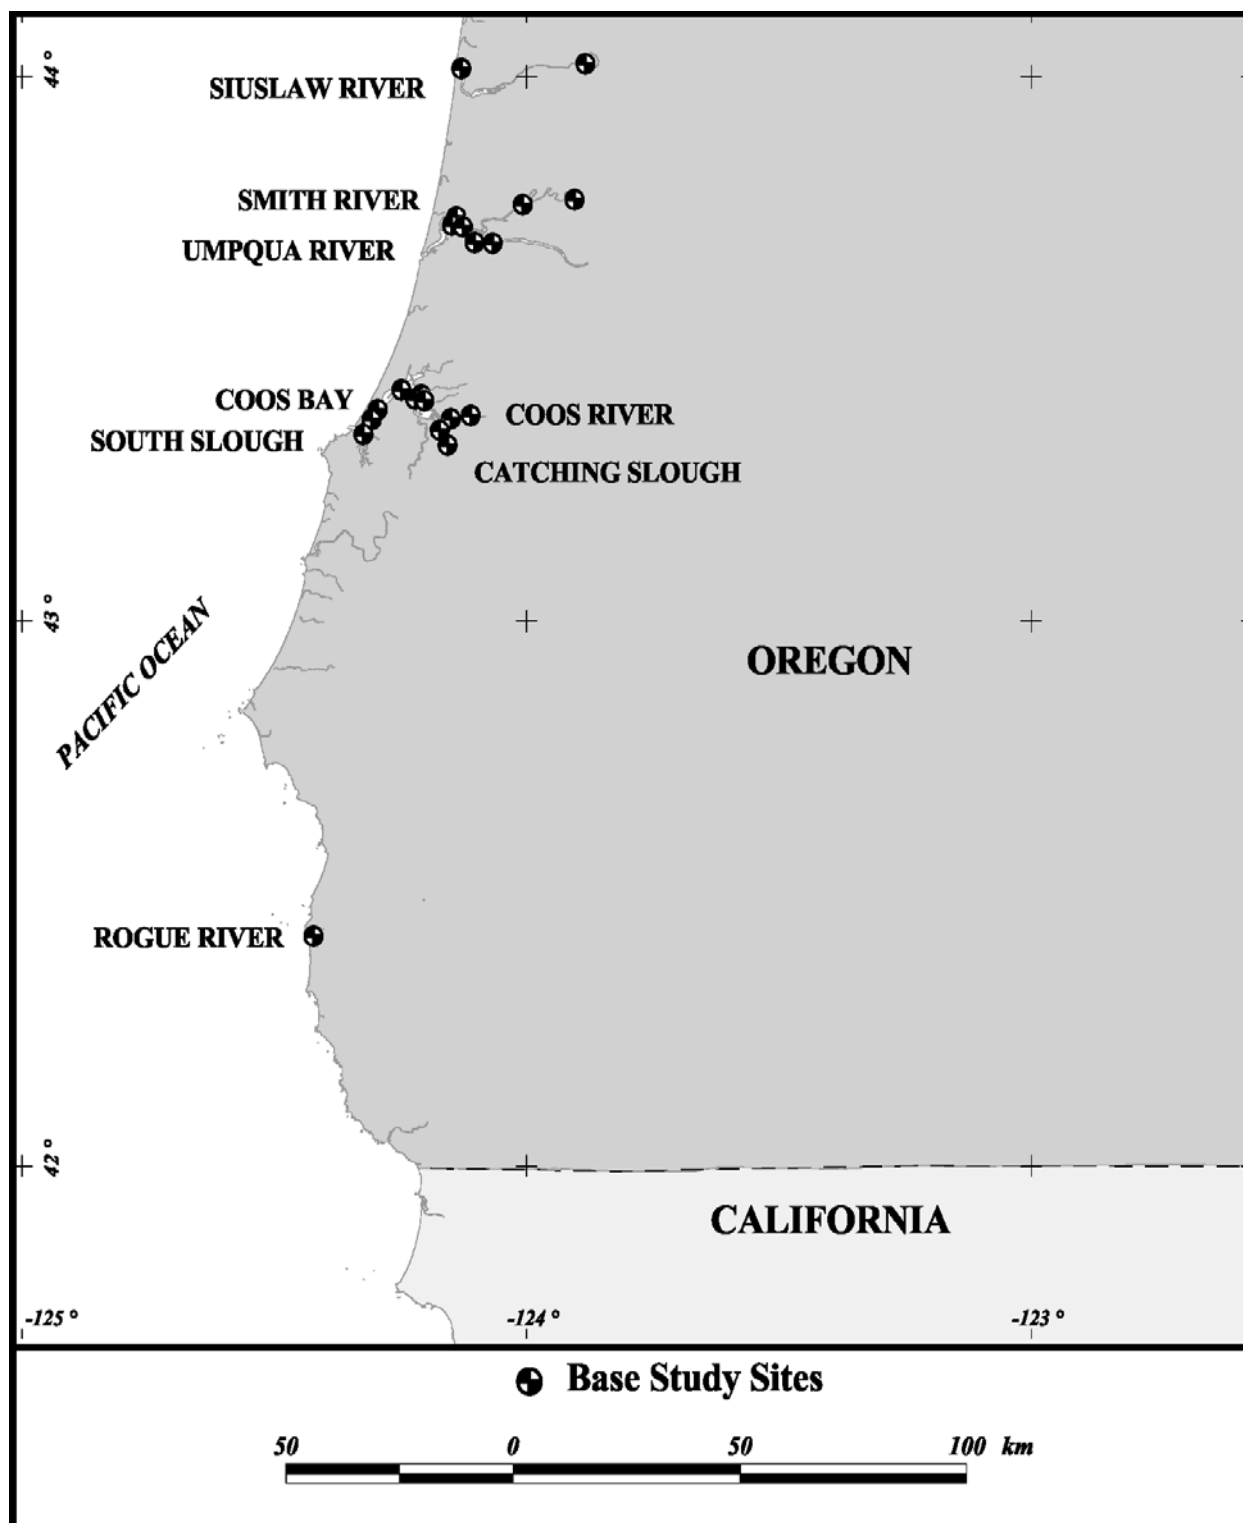 44°
SIUSLAW RIVER
SMITH RIVER
UMPQUA RIVER
COOS BAY
COOS RIVER
SOUTH SLOUGH
CATCHING SLOUGH
43°
PACIFIC OCEAN
OREGON
ROGUE RIVER
42°
CALIFORNIA
-125° -124° -123°
Base Study Sites
50 0 50 100 km